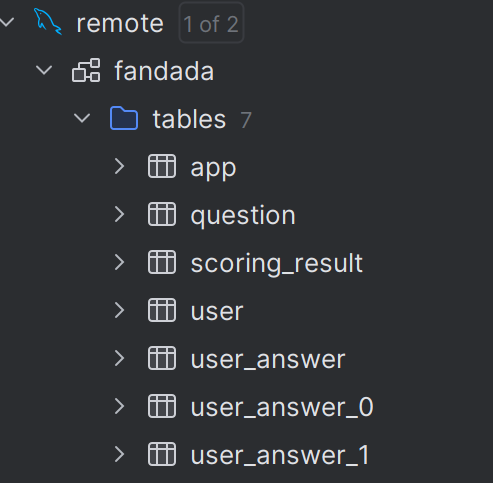 remote 1 of 2
fandada
tables 7
app
question
scoring_result
user
user_answer
user_answer_0
user_answer_1